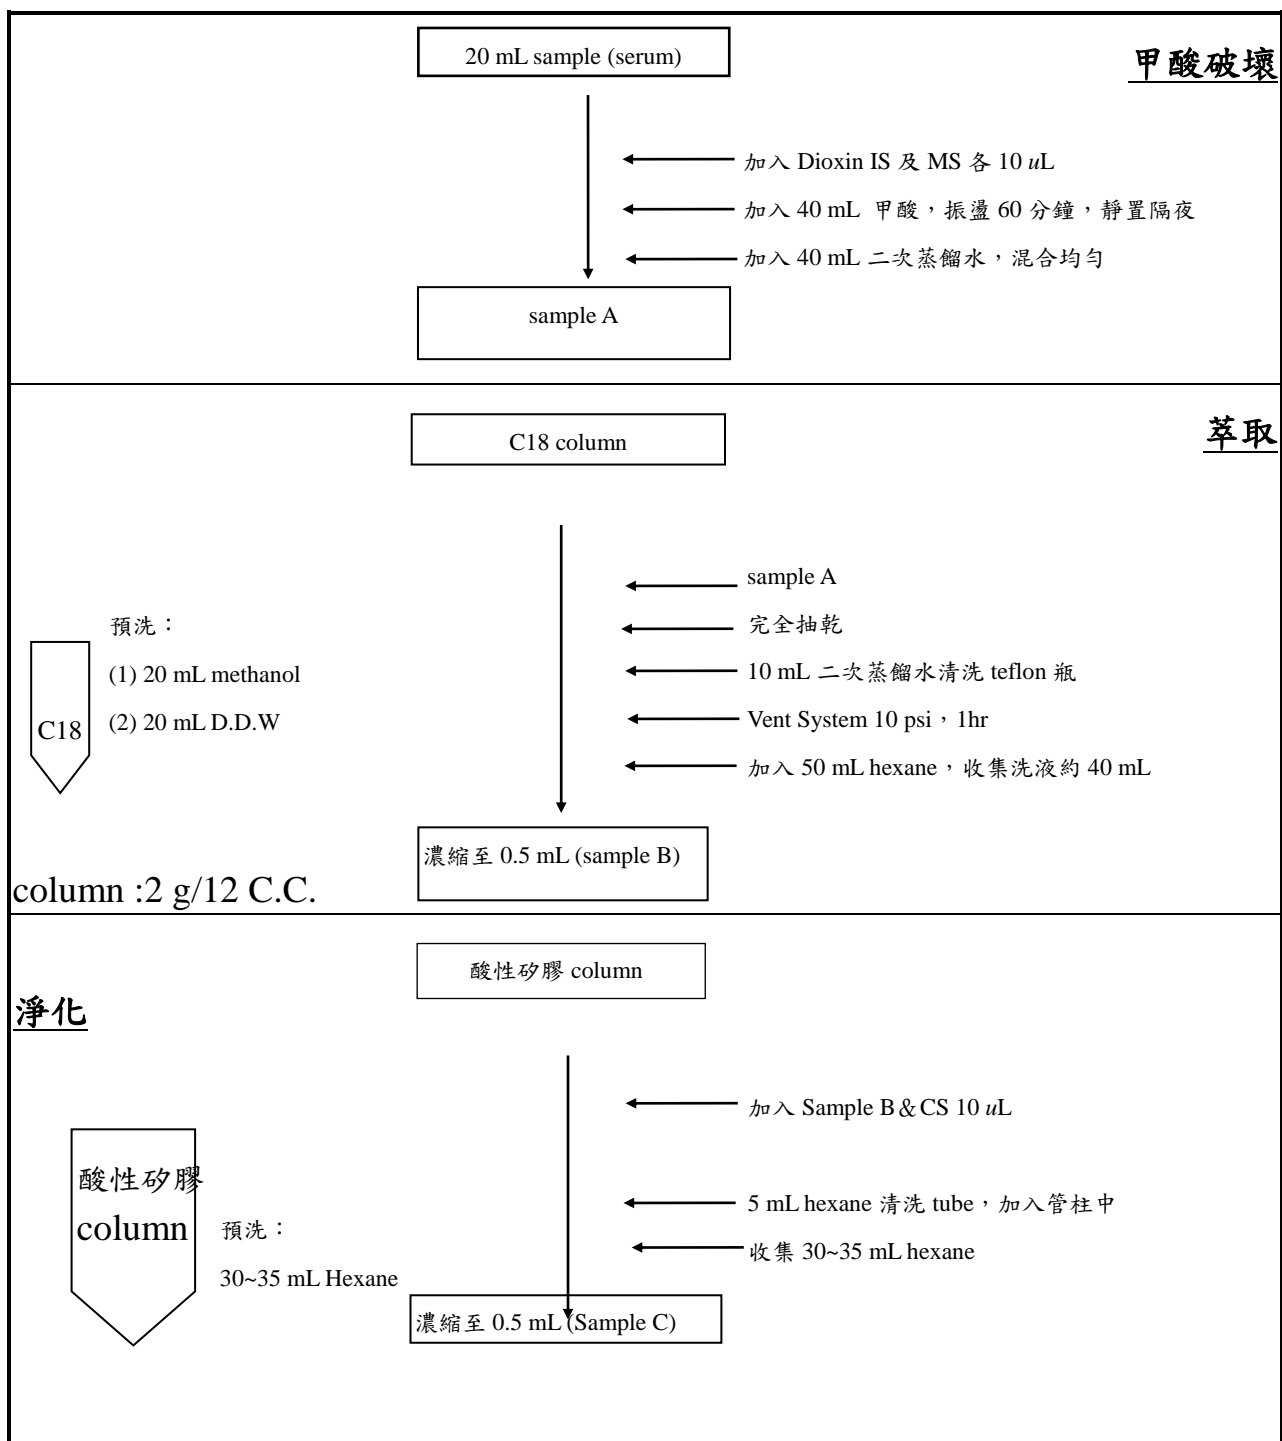 20 mL sample (serum)
甲酸破壞
加入 Dioxin IS 及 MS 各 10 uL
加入 40 mL 甲酸，振盪 60 分鐘，靜置隔夜
加入 40 mL 二次蒸餾水，混合均勻
sample A
C18 column
萃取
sample A
完全抽乾
10 mL 二次蒸餾水清洗 teflon 瓶
Vent System 10 psi，1hr
加入 50 mL hexane，收集洗液約 40 mL
預洗：
(1) 20 mL methanol
(2) 20 mL D.D.W
C18
濃縮至 0.5 mL (sample B)
column :2 g/12 C.C.
酸性矽膠 column
淨化
加入 Sample B＆CS 10 uL
5 mL hexane 清洗 tube，加入管柱中
收集 30~35 mL hexane
酸性矽膠
column
預洗：
30~35 mL Hexane
濃縮至 0.5 mL (Sample C)